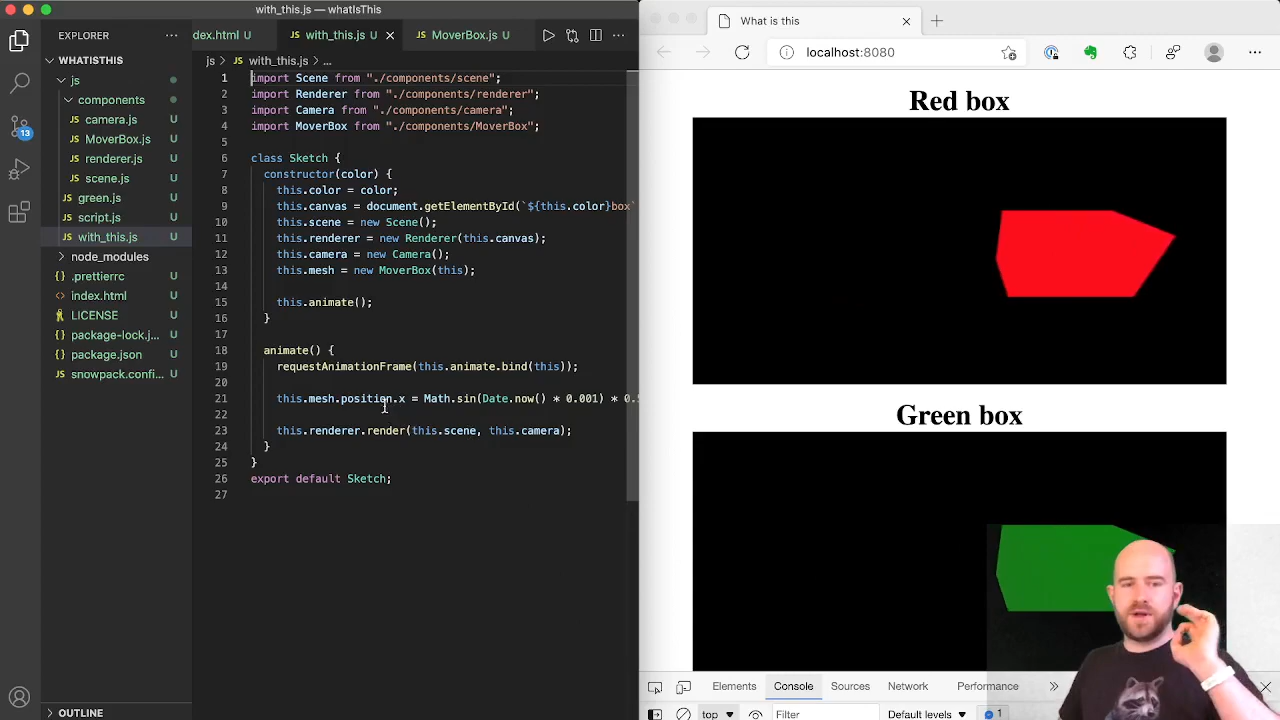 with_this.js — whatIsThis
EXPLORER
WHATISTHIS
js
components
camera.js U
MoverBox.js U
renderer.js U
scene.js U
green.js U
script.js U
with_this.js U
node_modules
.prettierrc U
index.html U
LICENSE U
package-lock.j... U
package.json U
snowpack.confi... U
OUTLINE
13
dex.html U
with_this.js U
MoverBox.js U
js > with_this.js > ...
1 import Scene from "./components/scene";
2 import Renderer from "./components/renderer";
3 import Camera from "./components/camera";
4 import MoverBox from "./components/MoverBox";
5
6 class Sketch {
7 constructor(color) {
8 this.color = color;
9 this.canvas = document.getElementById(`${this.color}box`
10 this.scene = new Scene();
11 this.renderer = new Renderer(this.canvas);
12 this.camera = new Camera();
13 this.mesh = new MoverBox(this);
14
15 this.animate();
16 }
17
18 animate() {
19 requestAnimationFrame(this.animate.bind(this));
20
21 this.mesh.position.x = Math.sin(Date.now() * 0.001) * 0.5
22
23 this.renderer.render(this.scene, this.camera);
24 }
25 }
26 export default Sketch;
27
What is this
localhost:8080
Red box
Green box
Elements Console Sources Network Performance
top Filter Default levels 1